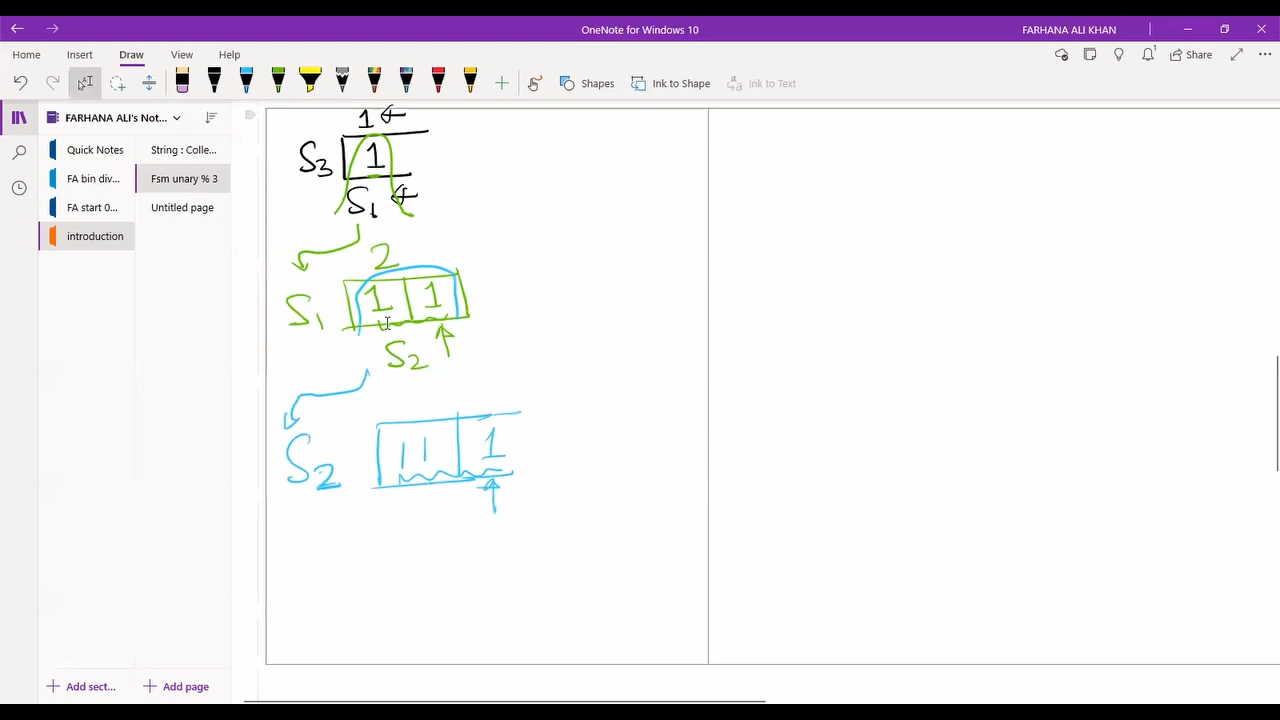 OneNote for Windows 10
FARHANA ALI KHAN
Home Insert Draw View Help
Share
Shapes
Ink to Shape
Ink to Text
FARHANA ALI's Not...
Quick Notes
FA bin div...
FA start 0...
introduction
String : Colle...
Fsm unary % 3
Untitled page
1 ←
S3 1
S1 ←
2
S1 1 1
S2 ↑
S2 11 1
↑
Add sect...
Add page